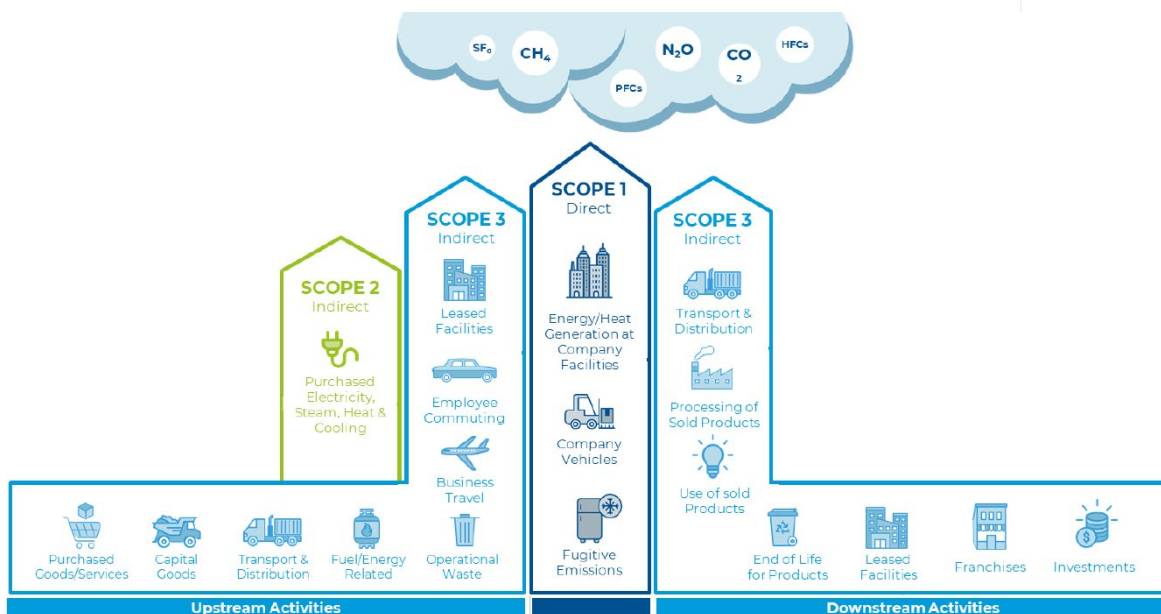 SF₆
CH₄
N₂O
CO
2
HFCs
PFCs
SCOPE 2
Indirect
Purchased
Electricity,
Steam, Heat &
Cooling
SCOPE 3
Indirect
Leased
Facilities
Employee
Commuting
Business
Travel
Operational
Waste
SCOPE 1
Direct
Energy/Heat
Generation at
Company
Facilities
Company
Vehicles
Fugitive
Emissions
SCOPE 3
Indirect
Transport &
Distribution
Processing of
Sold Products
Use of sold
Products
Purchased
Goods/Services
Capital
Goods
Transport &
Distribution
Fuel/Energy
Related
End of Life
for Products
Leased
Facilities
Franchises
$
Investments
Upstream Activities
Downstream Activities